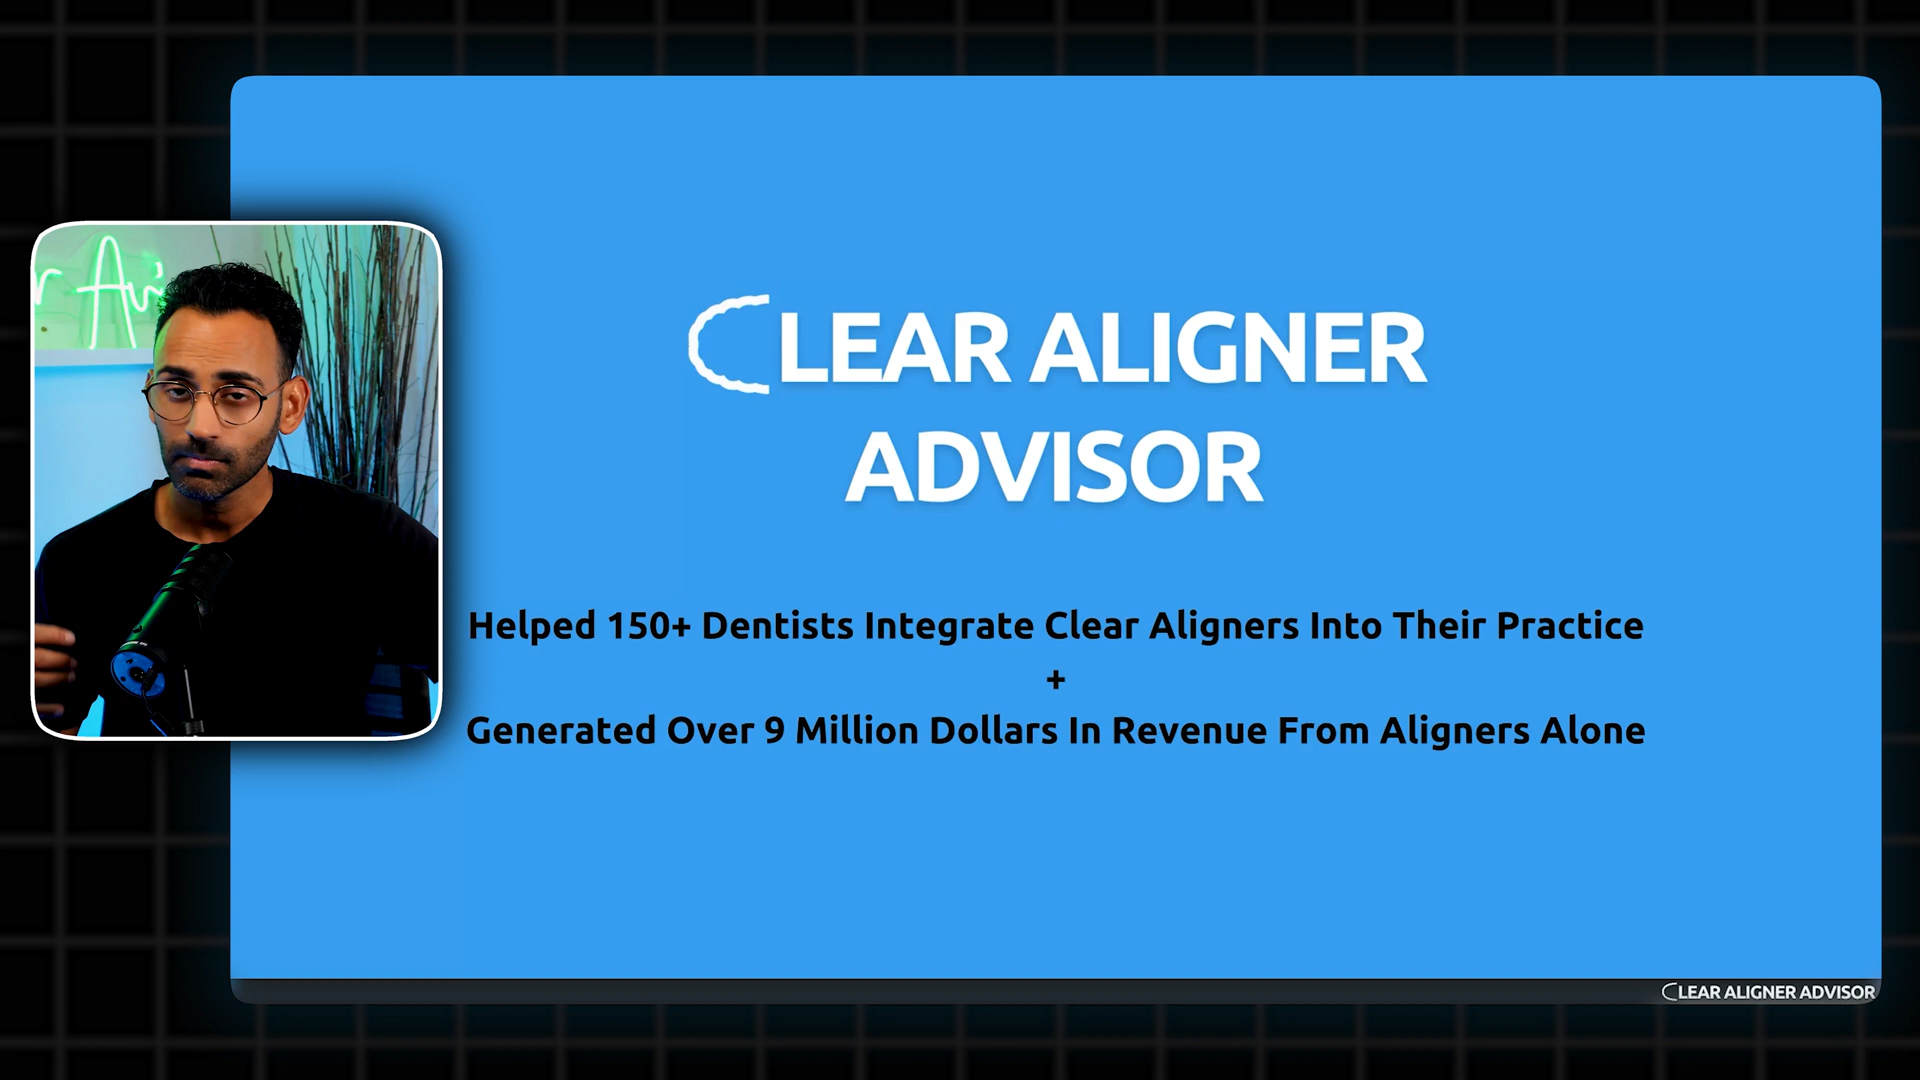 r Avi
CLEAR ALIGNER
ADVISOR
Helped 150+ Dentists Integrate Clear Aligners Into Their Practice
+
Generated Over 9 Million Dollars In Revenue From Aligners Alone
CLEAR ALIGNER ADVISOR